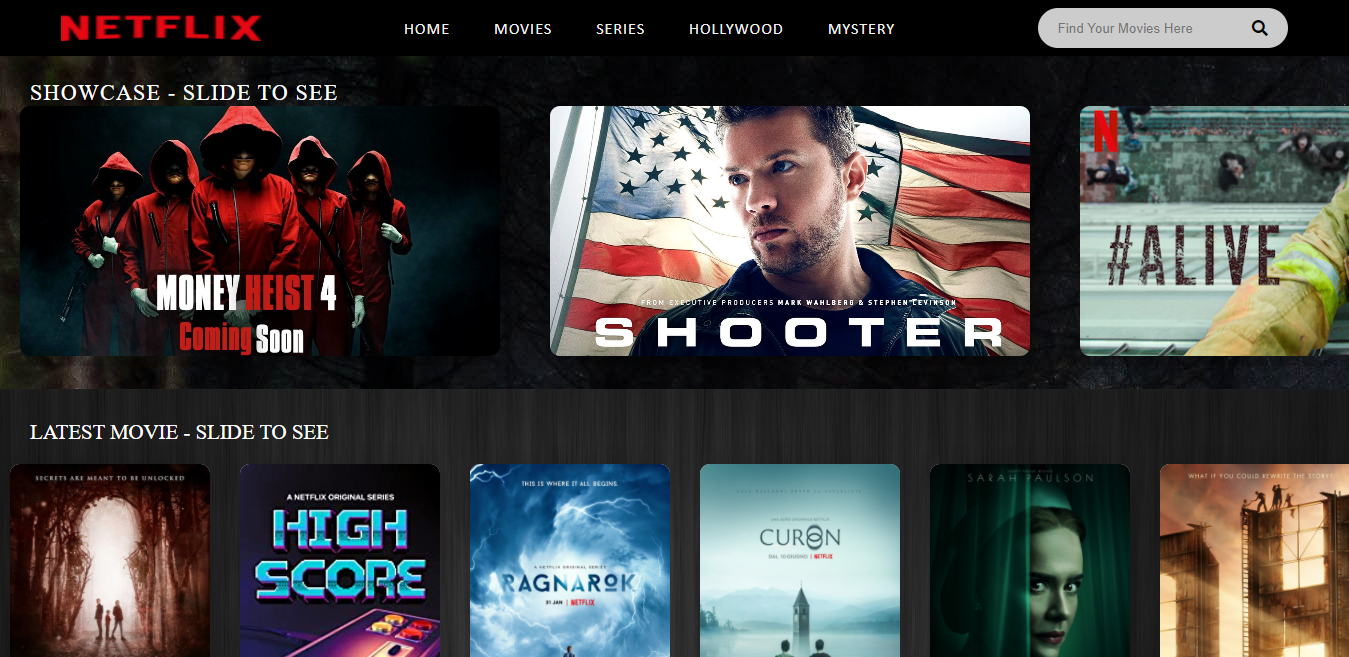 NETFLIX
HOME
MOVIES
SERIES
HOLLYWOOD
MYSTERY
Find Your Movies Here
SHOWCASE - SLIDE TO SEE
MONEY HEIST 4
Coming Soon
FROM EXECUTIVE PRODUCERS MARK WAHLBERG & STEPHEN LEVINSON
SHOOTER
N
#ALIVE
LATEST MOVIE - SLIDE TO SEE
SECRETS ARE MEANT TO BE UNLOCKED
A NETFLIX ORIGINAL SERIES
HIGH
SCORE
THIS IS WHERE IT ALL BEGINS.
A NETFLIX ORIGINAL SERIES
RAGNARÖK
31 JAN | NETFLIX
CURON
DAL 10 GIUGNO | NETFLIX
SARAH PAULSON
WHAT IF YOU COULD REWRITE THE STORY?